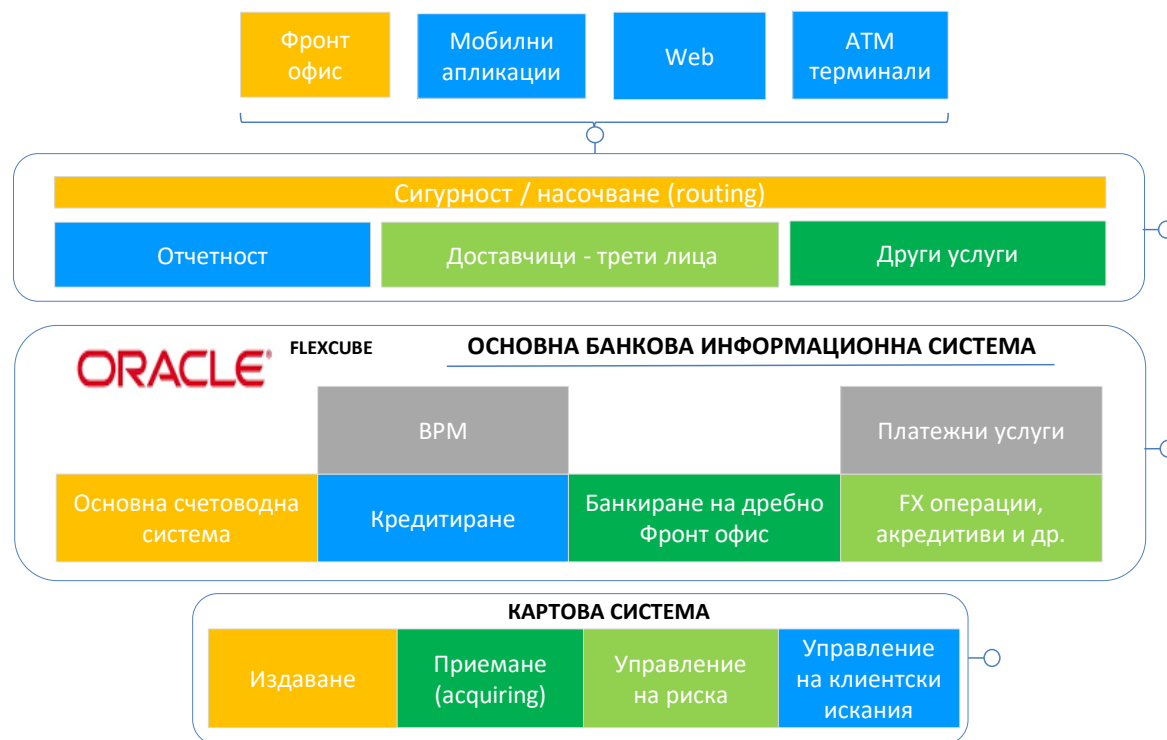 Фронт
офис
Мобилни
апликации
Web
АТМ
терминали
Сигурност / насочване (routing)
Отчетност
Доставчици - трети лица
Други услуги
ORACLE®
FLEXCUBE
ОСНОВНА БАНКОВА ИНФОРМАЦИОННА СИСТЕМА
BPM
Платежни услуги
Основна счетоводна
система
Кредитиране
Банкиране на дребно
Фронт офис
FX операции,
акредитиви и др.
КАРТОВА СИСТЕМА
Издаване
Приемане
(acquiring)
Управление
на риска
Управление
на клиентски
искания